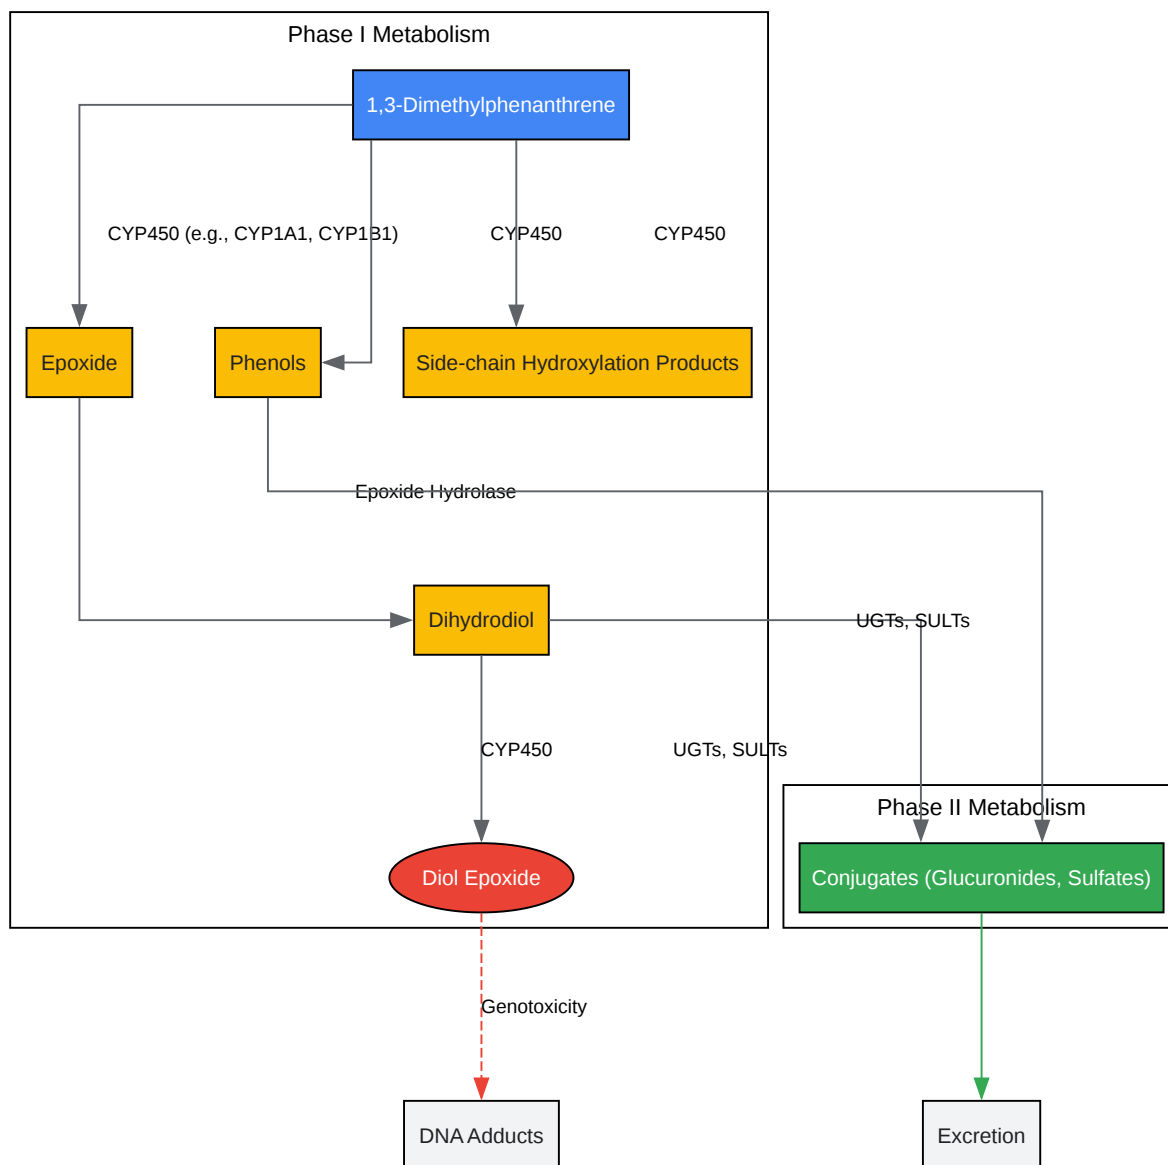 Phase I Metabolism
1,3-Dimethylphenanthrene
CYP450 (e.g., CYP1A1, CYP1B1)
CYP450
CYP450
Epoxide
Phenols
Side-chain Hydroxylation Products
Epoxide Hydrolase
Dihydrodiol
UGTs, SULTs
CYP450
UGTs, SULTs
Phase II Metabolism
Diol Epoxide
Conjugates (Glucuronides, Sulfates)
Genotoxicity
DNA Adducts
Excretion